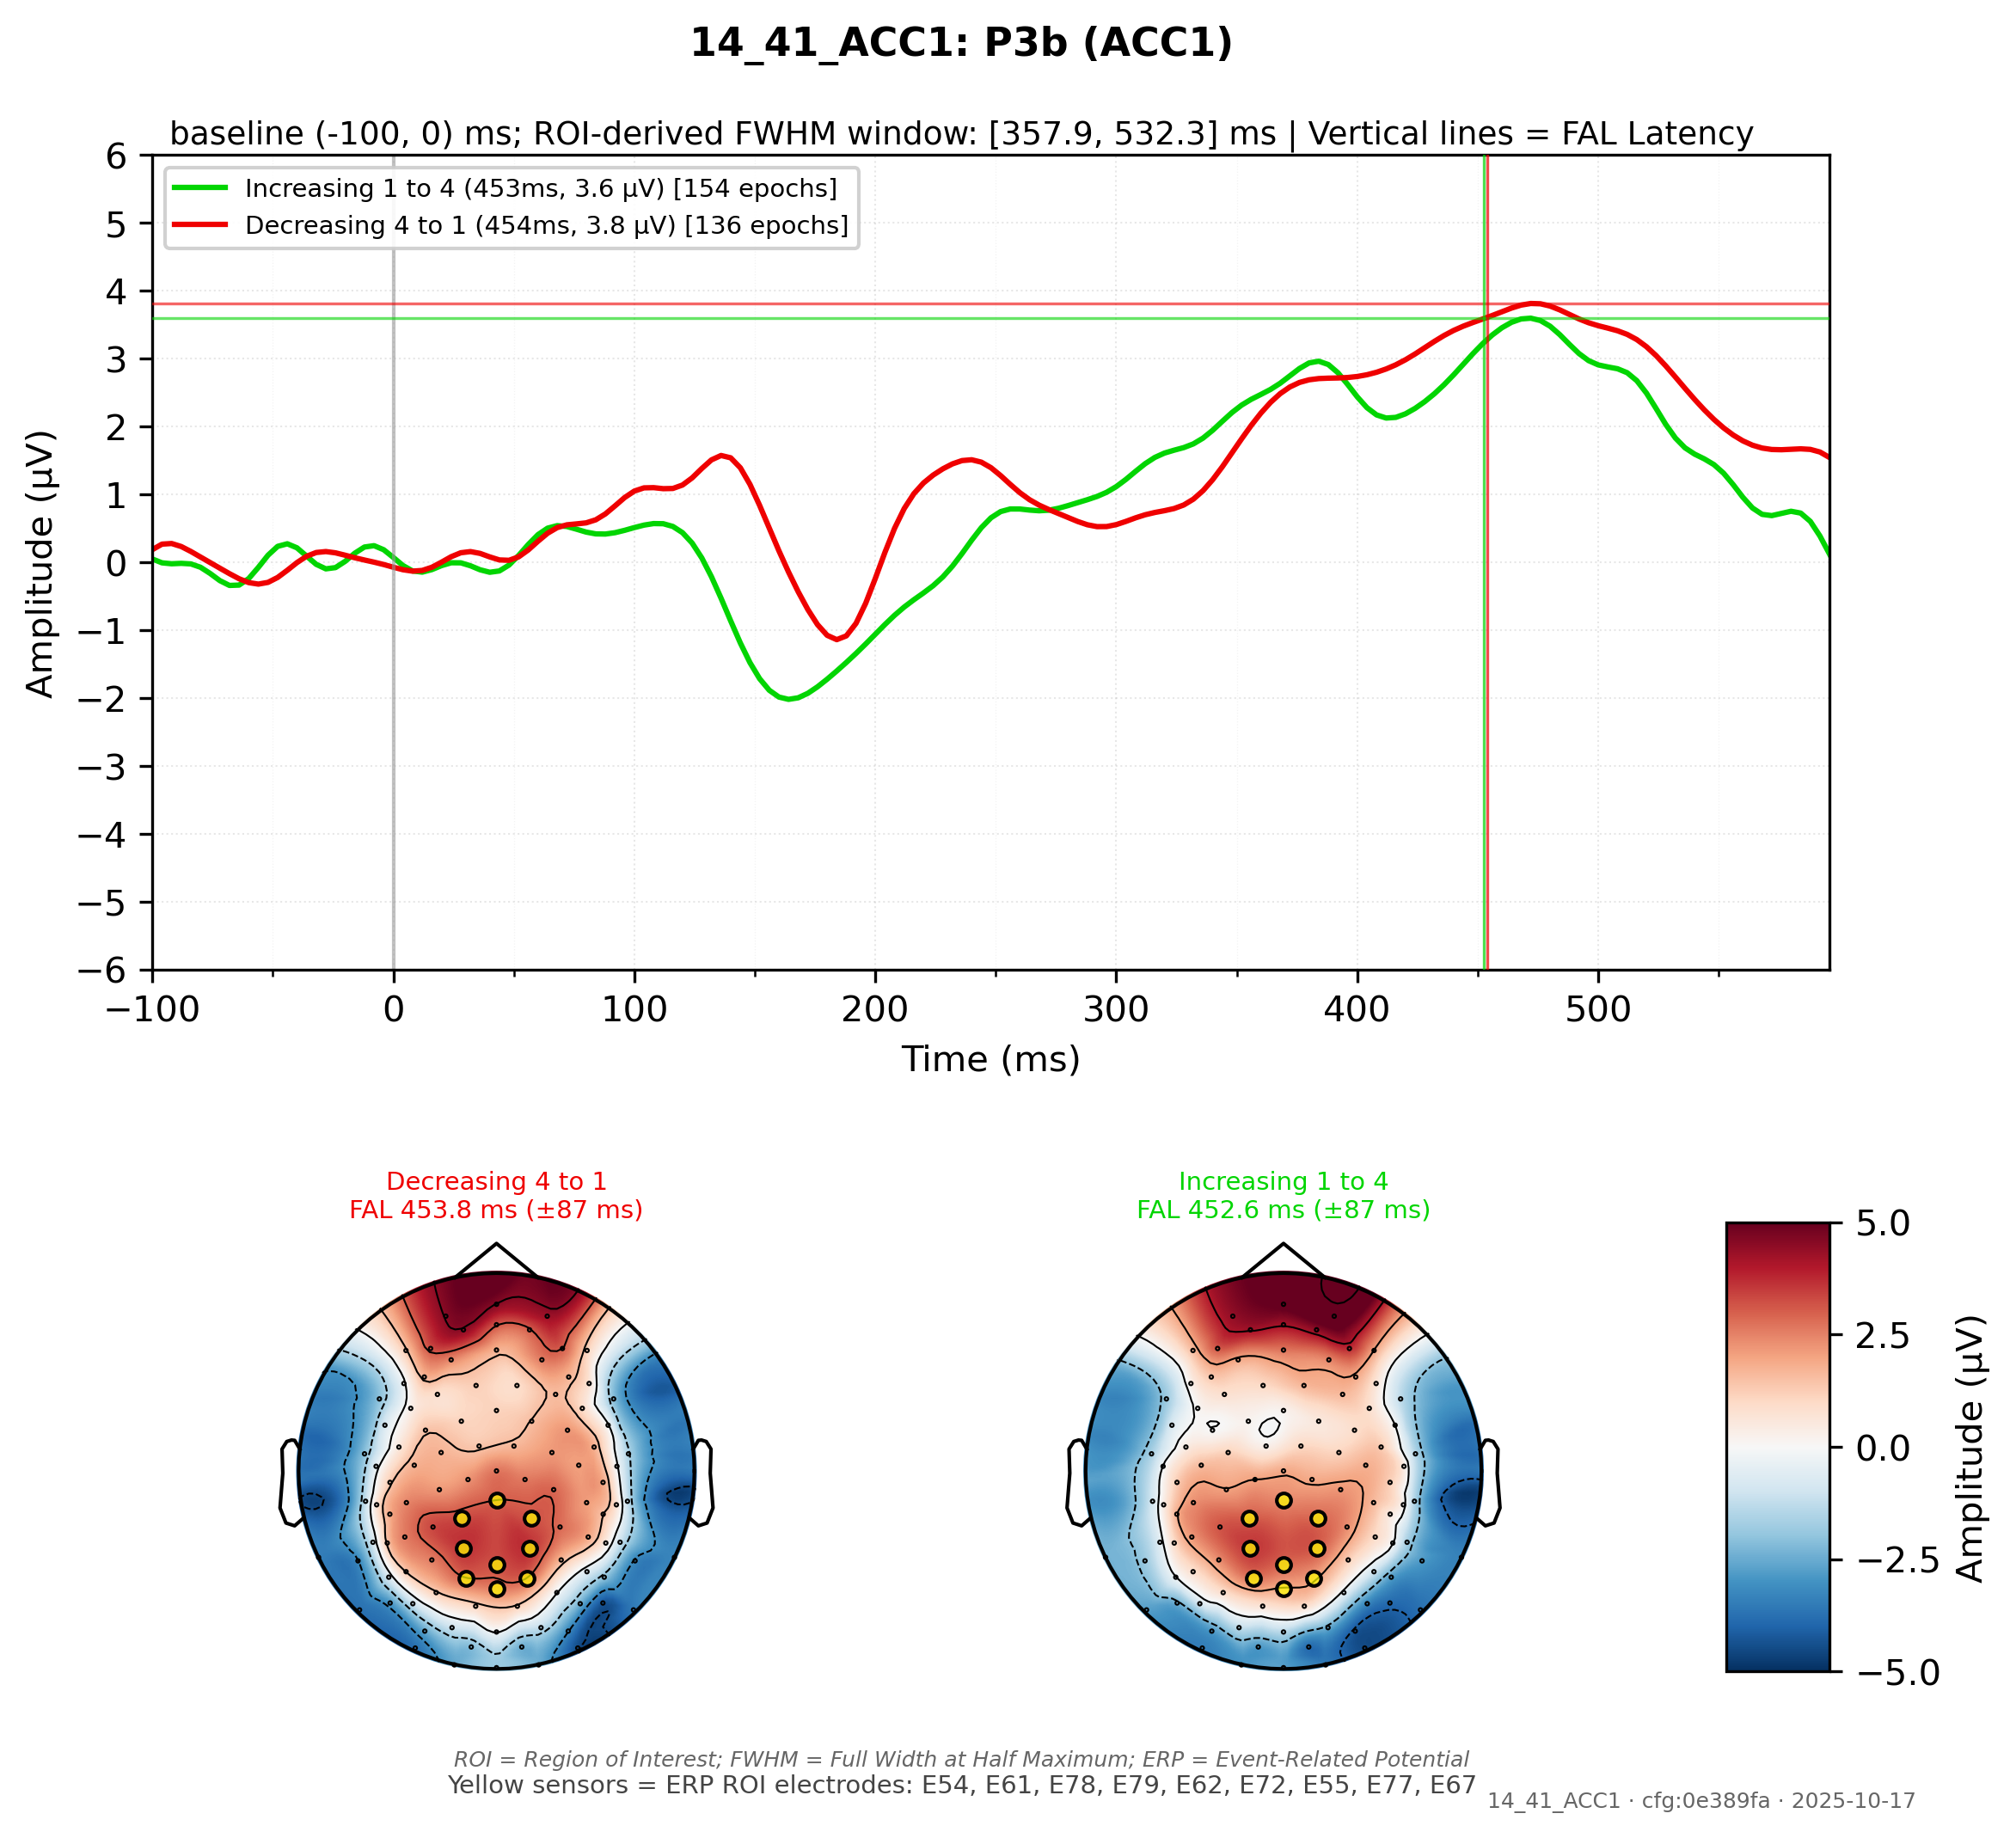 14_41_ACC1: P3b (ACC1)
baseline (-100, 0) ms; ROI-derived FWHM window: [357.9, 532.3] ms | Vertical lines = FAL Latency
Increasing 1 to 4 (453ms, 3.6 µV) [154 epochs]
Decreasing 4 to 1 (454ms, 3.8 µV) [136 epochs]
6
5
4
3
2
1
0
−1
−2
−3
−4
−5
−6
Amplitude (µV)
−100 0 100 200 300 400 500
Time (ms)
Decreasing 4 to 1
FAL 453.8 ms (±87 ms)
Increasing 1 to 4
FAL 452.6 ms (±87 ms)
5.0
2.5
0.0
−2.5
−5.0
Amplitude (µV)
ROI = Region of Interest; FWHM = Full Width at Half Maximum; ERP = Event-Related Potential
Yellow sensors = ERP ROI electrodes: E54, E61, E78, E79, E62, E72, E55, E77, E67
14_41_ACC1 · cfg:0e389fa · 2025-10-17